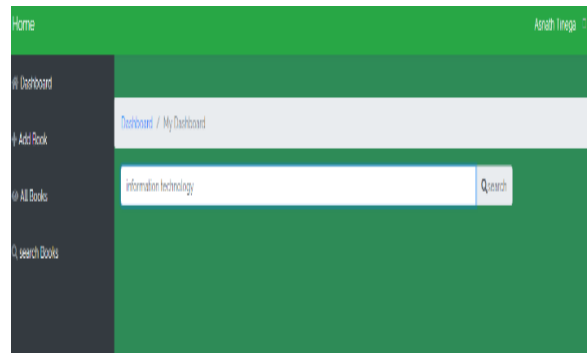 Home
Asnath Tinega
Dashboard
Dashboard / My Dashboard
+ Add Book
information technology
search
All Books
search Books